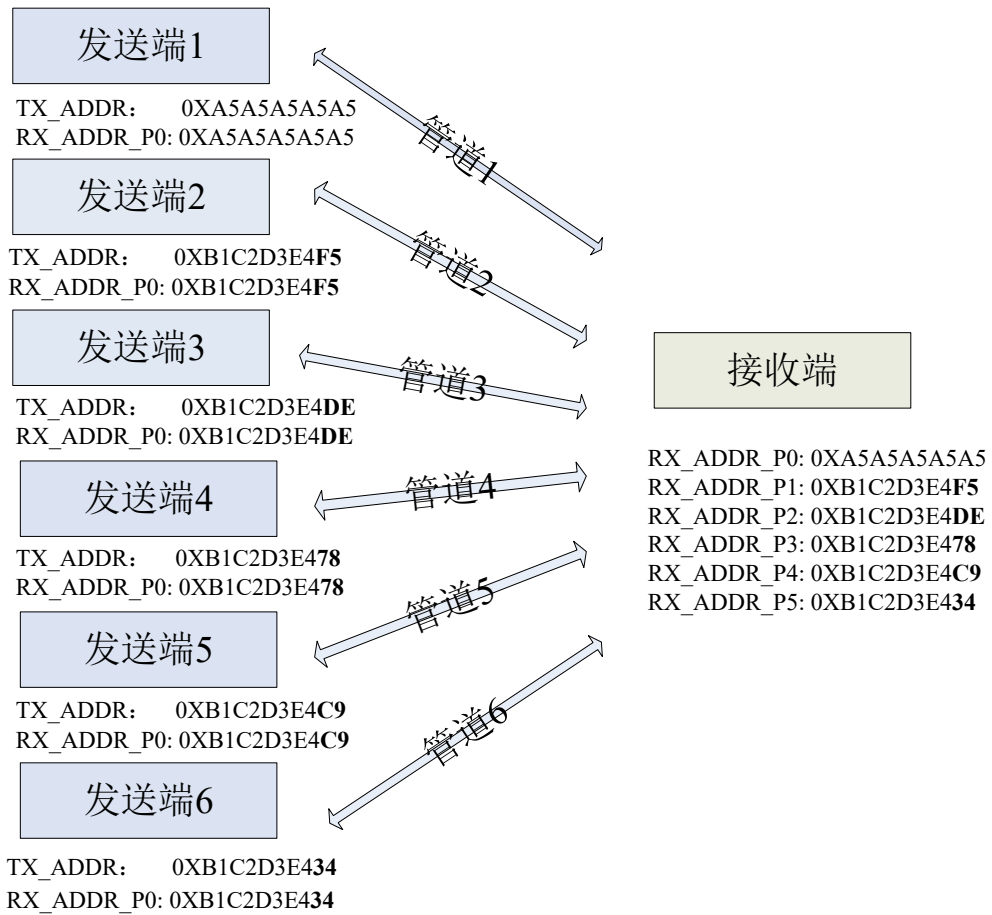 发送端1
TX_ADDR： 0XA5A5A5A5A5
RX_ADDR_P0: 0XA5A5A5A5A5
发送端2
TX_ADDR： 0XB1C2D3E4F5
RX_ADDR_P0: 0XB1C2D3E4F5
发送端3
TX_ADDR： 0XB1C2D3E4DE
RX_ADDR_P0: 0XB1C2D3E4DE
发送端4
TX_ADDR： 0XB1C2D3E478
RX_ADDR_P0: 0XB1C2D3E478
发送端5
TX_ADDR： 0XB1C2D3E4C9
RX_ADDR_P0: 0XB1C2D3E4C9
发送端6
TX_ADDR： 0XB1C2D3E434
RX_ADDR_P0: 0XB1C2D3E434
管道1
管道2
管道3
管道4
管道5
管道6
接收端
RX_ADDR_P0: 0XA5A5A5A5A5
RX_ADDR_P1: 0XB1C2D3E4F5
RX_ADDR_P2: 0XB1C2D3E4DE
RX_ADDR_P3: 0XB1C2D3E478
RX_ADDR_P4: 0XB1C2D3E4C9
RX_ADDR_P5: 0XB1C2D3E434